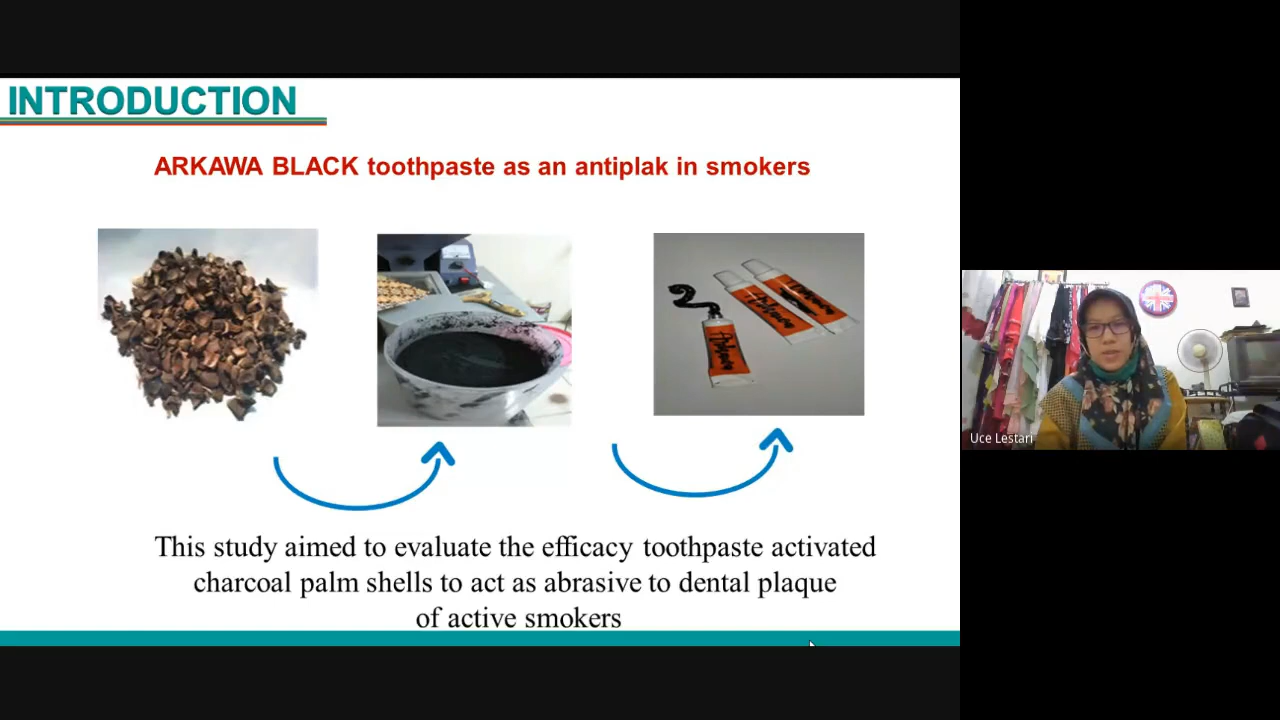 INTRODUCTION
ARKAWA BLACK toothpaste as an antiplak in smokers
This study aimed to evaluate the efficacy toothpaste activated
charcoal palm shells to act as abrasive to dental plaque
of active smokers
Uce Lestari